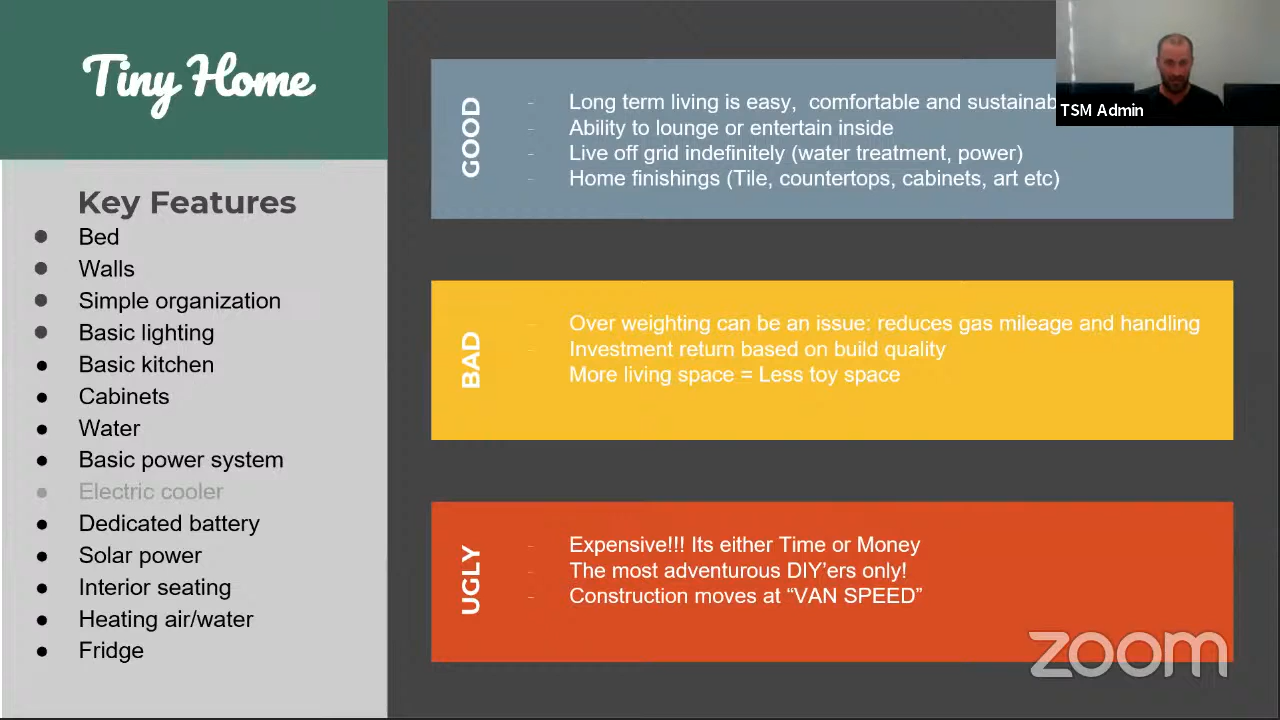 Tiny Home
Key Features
Bed
Walls
Simple organization
Basic lighting
Basic kitchen
Cabinets
Water
Basic power system
Electric cooler
Dedicated battery
Solar power
Interior seating
Heating air/water
Fridge
GOOD
- Long term living is easy, comfortable and sustainab
- Ability to lounge or entertain inside
- Live off grid indefinitely (water treatment, power)
- Home finishings (Tile, countertops, cabinets, art etc)
BAD
- Over weighting can be an issue: reduces gas mileage and handling
- Investment return based on build quality
More living space = Less toy space
UGLY
- Expensive!!! Its either Time or Money
- The most adventurous DIY’ers only!
- Construction moves at “VAN SPEED”
TSM Admin
zoom